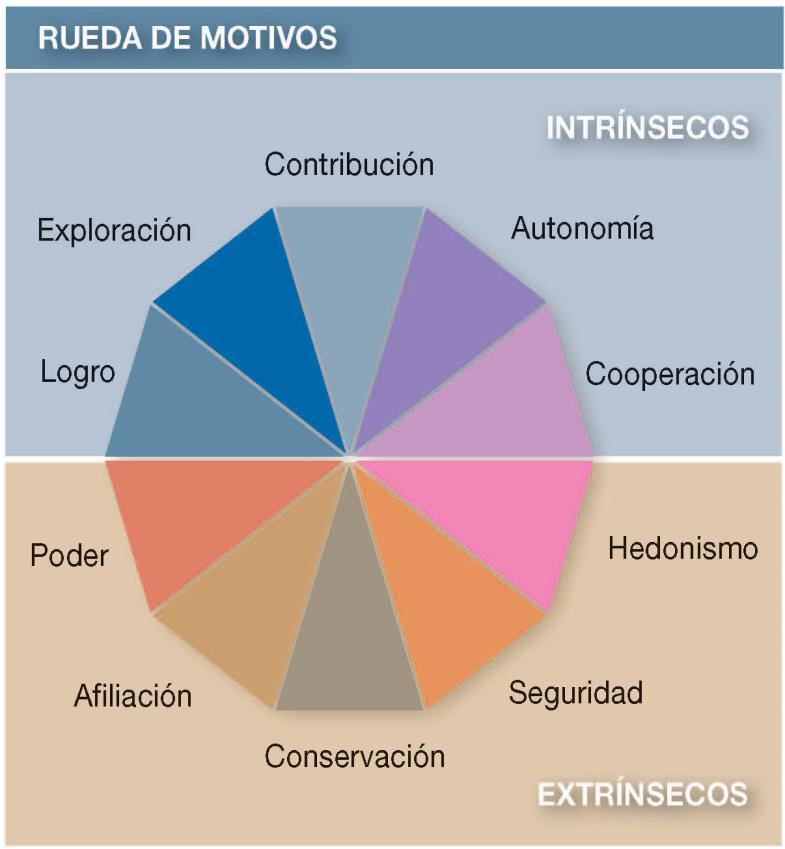 RUEDA DE MOTIVOS
INTRÍNSECOS
Contribución
Exploración
Autonomía
Logro
Cooperación
Poder
Hedonismo
Afiliación
Seguridad
Conservación
EXTRÍNSECOS